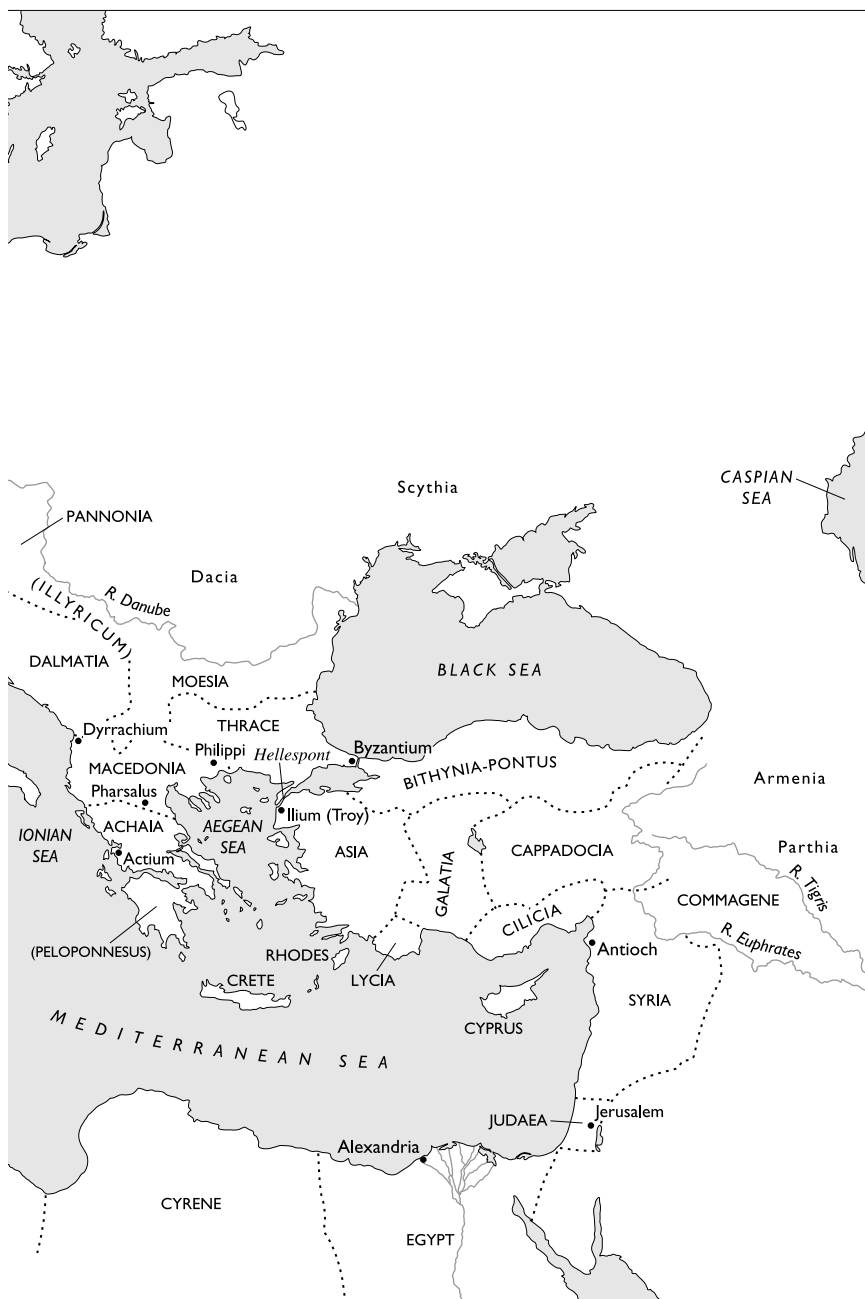 CASPIAN
SEA
Scythia
PANNONIA
Dacia
(ILLYRICUM)
R. Danube
DALMATIA
BLACK SEA
MOESIA
THRACE
Dyrrachium
Philippi
Hellespont
Byzantium
MACEDONIA
BITHYNIA-PONTUS
Armenia
Pharsalus
Ilium (Troy)
ACHAIA
AEGEAN
SEA
IONIAN
SEA
Actium
ASIA
GALATIA
CAPPADOCIA
Parthia
R. Tigris
COMMAGENE
CILICIA
R. Euphrates
(PELOPONNESUS)
RHODES
LYCIA
Antioch
CRETE
SYRIA
CYPRUS
MEDITERRANEAN SEA
JUDAEA
Jerusalem
Alexandria
CYRENE
EGYPT